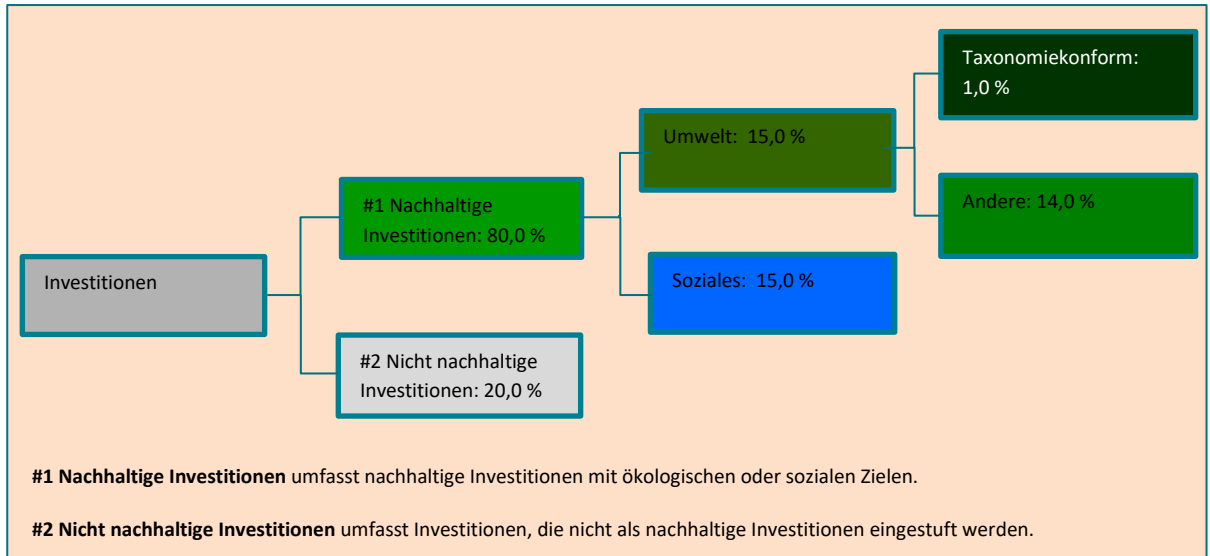 Investitionen
#1 Nachhaltige
Investitionen: 80,0 %
#2 Nicht nachhaltige
Investitionen: 20,0 %
Umwelt: 15,0 %
Soziales: 15,0 %
Taxonomiekonform:
1,0 %
Andere: 14,0 %
#1 Nachhaltige Investitionen umfasst nachhaltige Investitionen mit ökologischen oder sozialen Zielen.
#2 Nicht nachhaltige Investitionen umfasst Investitionen, die nicht als nachhaltige Investitionen eingestuft werden.